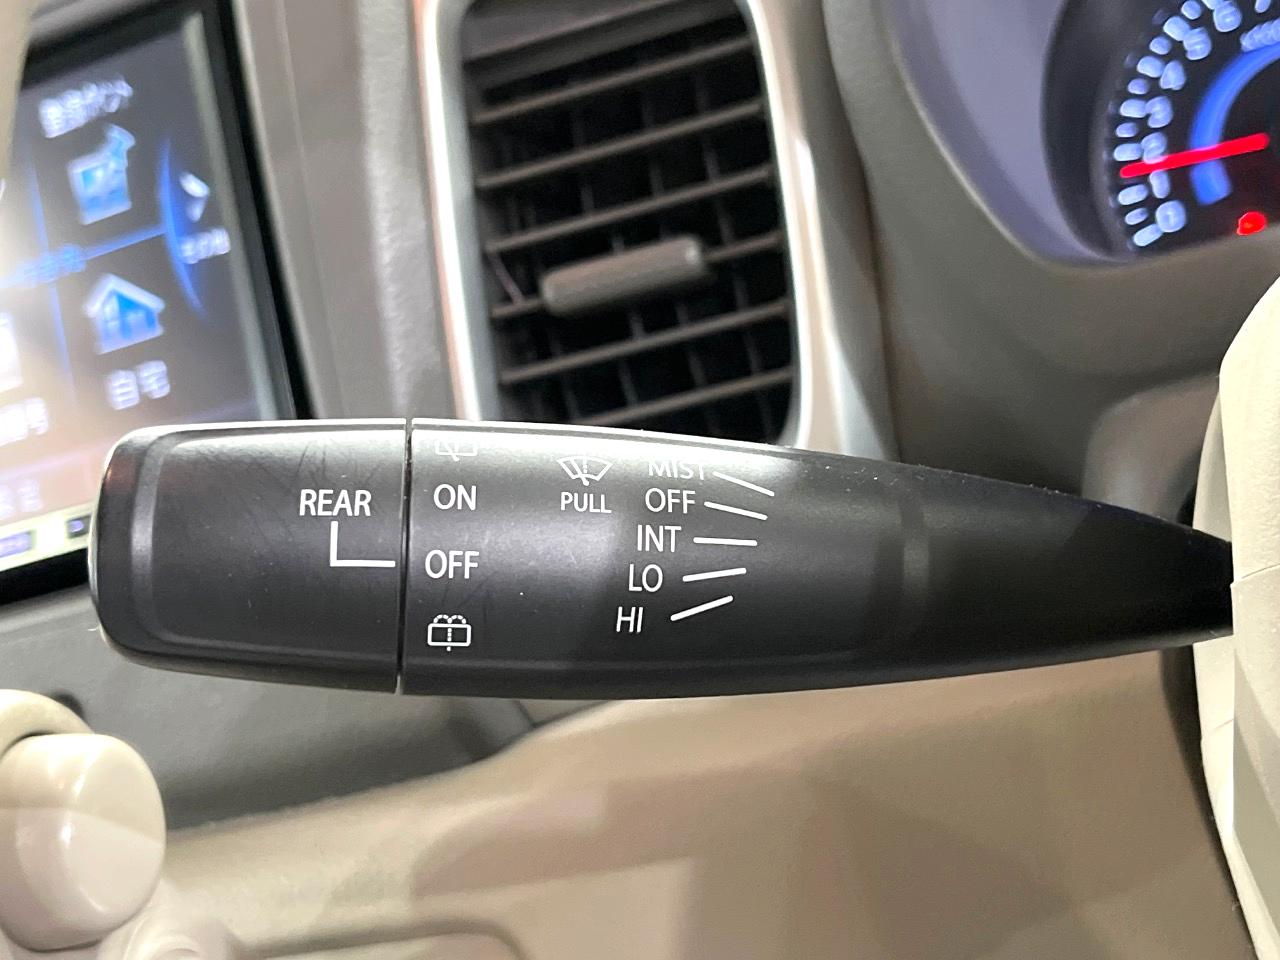 自宅
REAR
ON
OFF
PULL
MIST
OFF
INT
LO
HI